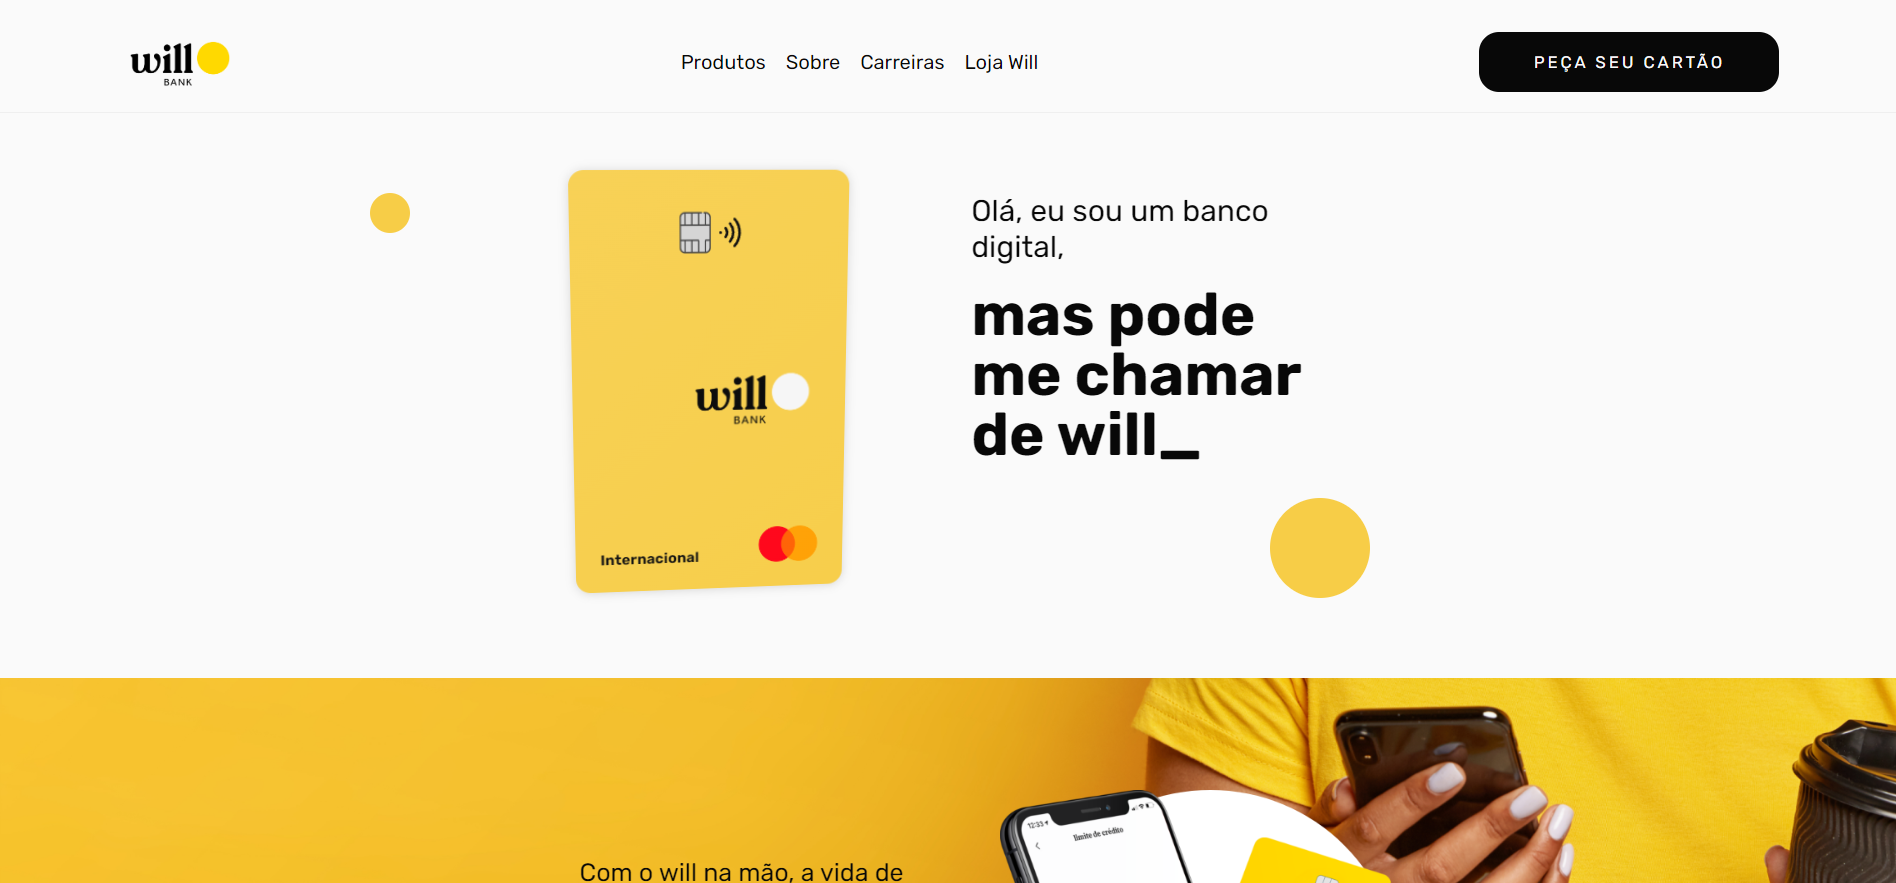 will
BANK
Produtos Sobre Carreiras Loja Will
PEÇA SEU CARTÃO
will
BANK
Internacional
Olá, eu sou um banco
digital,
mas pode
me chamar
de will_
12:33
limite de crédito
Com o will na mão, a vida de